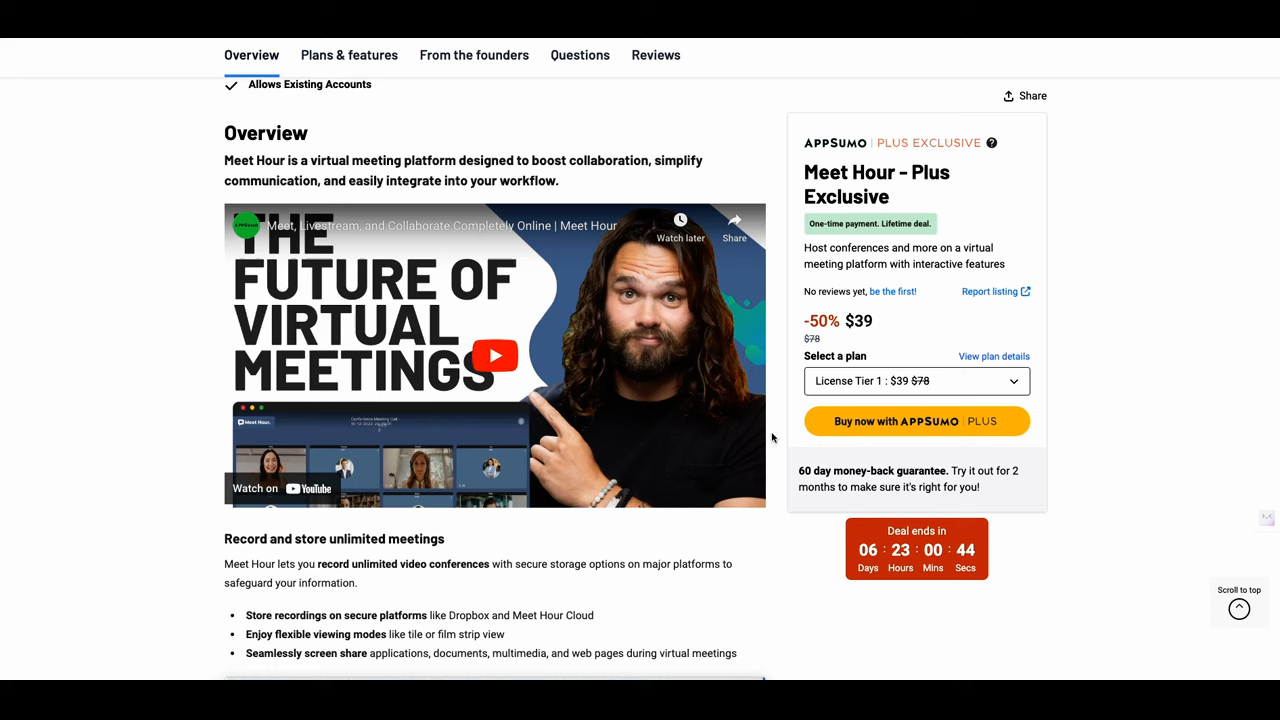 Overview
Plans & features
From the founders
Questions
Reviews
Allows Existing Accounts
Share
Overview
Meet Hour is a virtual meeting platform designed to boost collaboration, simplify
communication, and easily integrate into your workflow.
APPSUMO
Meet, Livestream, and Collaborate Completely Online | Meet Hour
Watch later
Share
THE
FUTURE OF
VIRTUAL
MEETINGS
Meet Hour
Watch on YouTube
Record and store unlimited meetings
Meet Hour lets you record unlimited video conferences with secure storage options on major platforms to
safeguard your information.
• Store recordings on secure platforms like Dropbox and Meet Hour Cloud
• Enjoy flexible viewing modes like tile or film strip view
• Seamlessly screen share applications, documents, multimedia, and web pages during virtual meetings
APPSUMO | PLUS EXCLUSIVE ?
Meet Hour - Plus
Exclusive
One-time payment. Lifetime deal.
Host conferences and more on a virtual
meeting platform with interactive features
No reviews yet, be the first!
Report listing
-50% $39
$78
Select a plan
View plan details
License Tier 1 : $39 $78
Buy now with APPSUMO | PLUS
60 day money-back guarantee. Try it out for 2
months to make sure it's right for you!
Deal ends in
06 : 23 : 00 : 44
Days Hours Mins Secs
Scroll to top